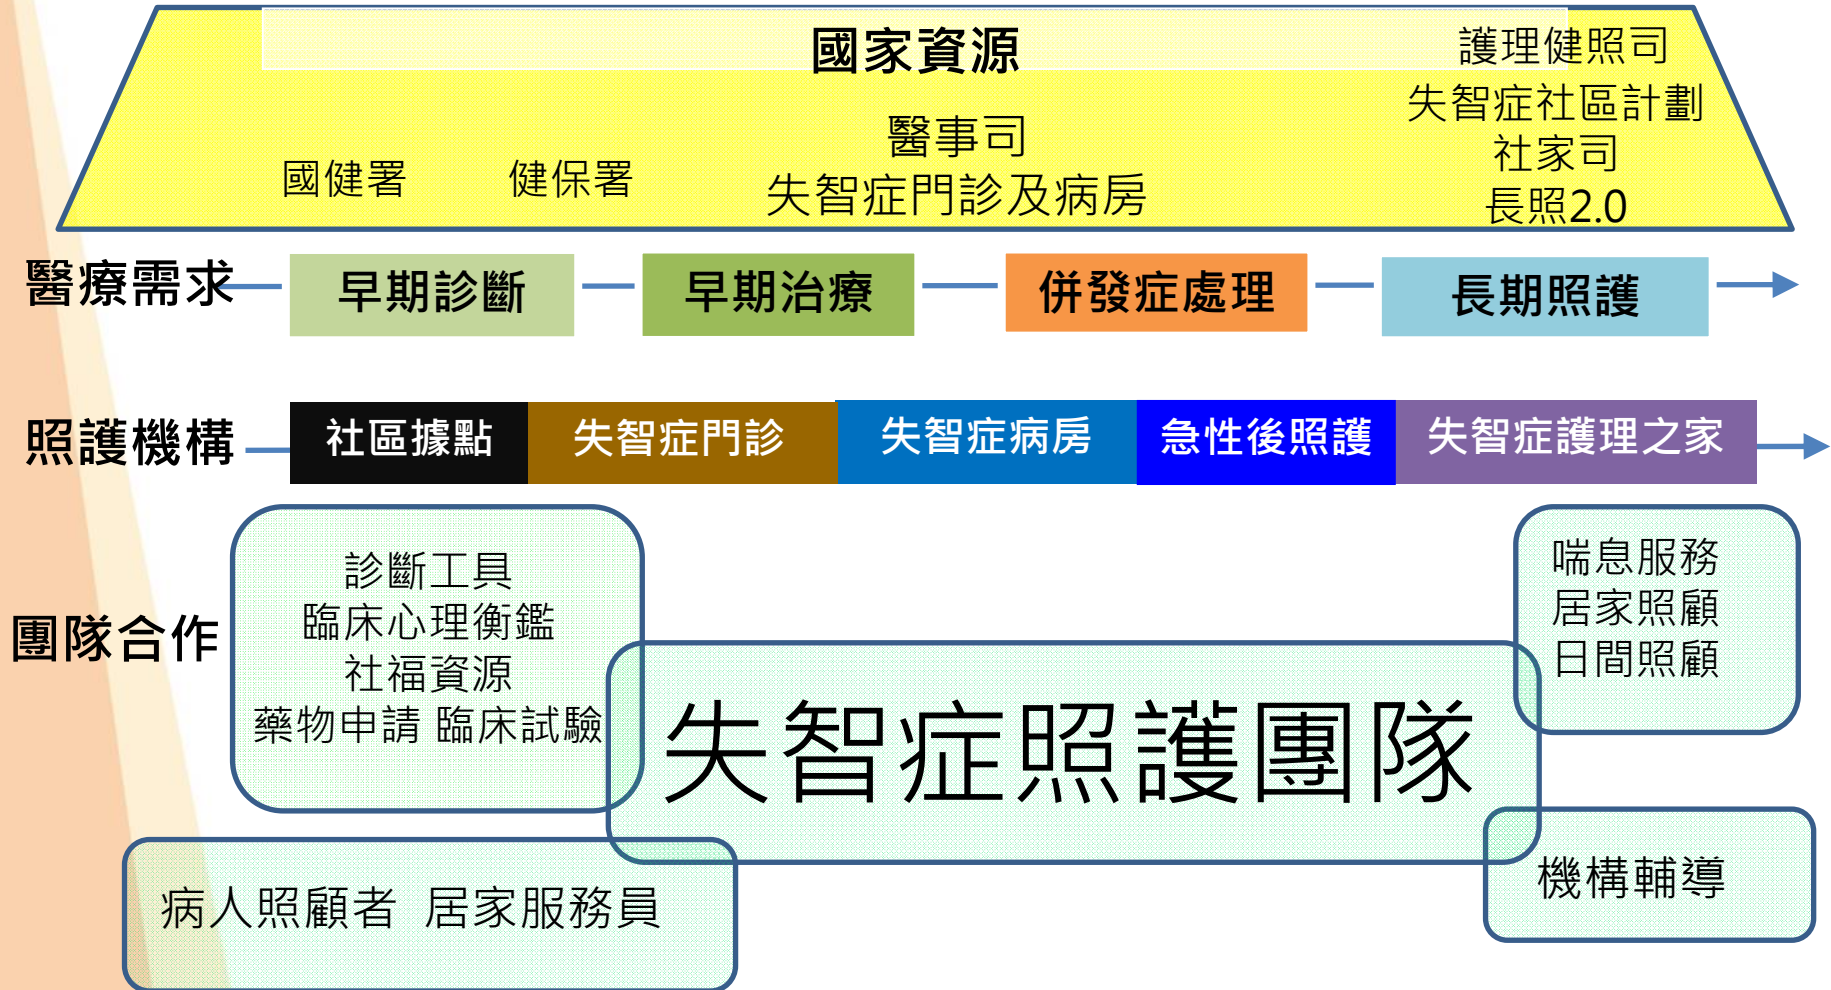 國家資源
護理健照司
失智症社區計劃
社家司
長照2.0
醫事司
失智症門診及病房
國健署
健保署
醫療需求
早期診斷
早期治療
併發症處理
長期照護
照護機構
社區據點
失智症門診
失智症病房
急性後照護
失智症護理之家
團隊合作
診斷工具
臨床心理衡鑑
社福資源
藥物申請 臨床試驗
喘息服務
居家照顧
日間照顧
失智症照護團隊
病人照顧者 居家服務員
機構輔導